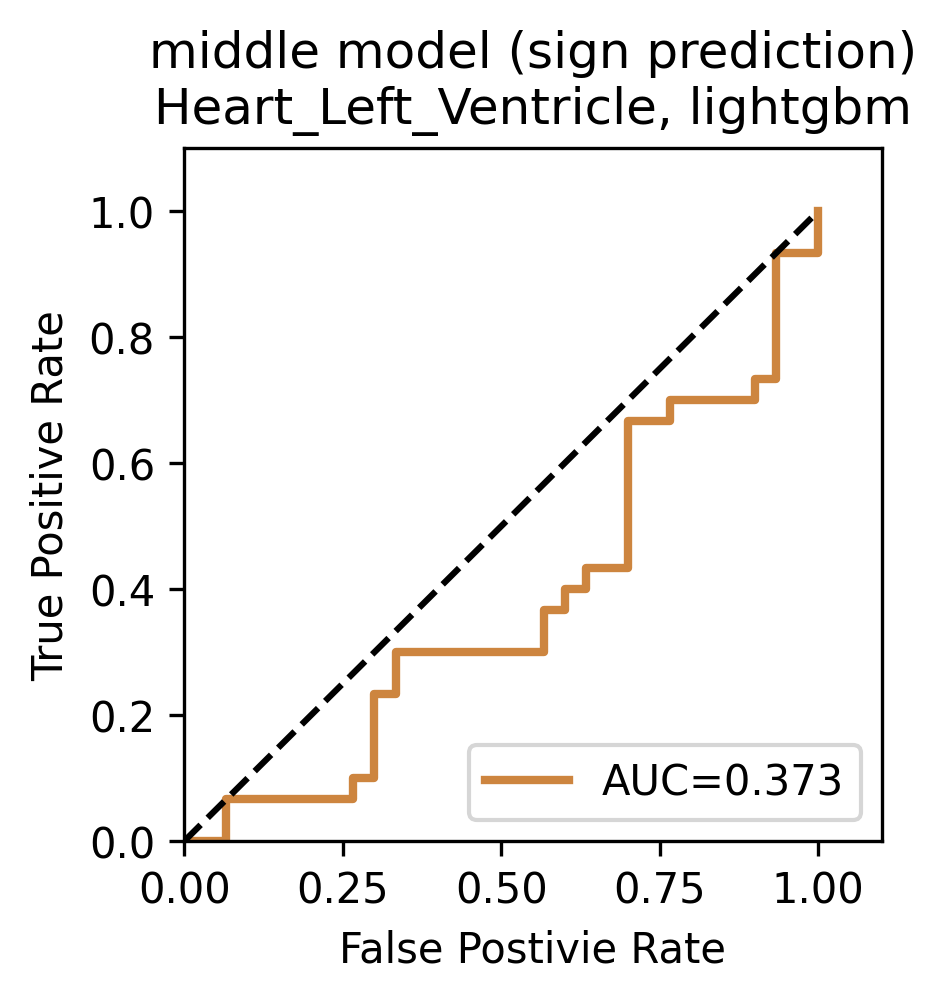 middle model (sign prediction)
Heart_Left_Ventricle, lightgbm
True Positive Rate
1.0
0.8
0.6
0.4
0.2
0.0
AUC=0.373
0.00 0.25 0.50 0.75 1.00
False Postivie Rate